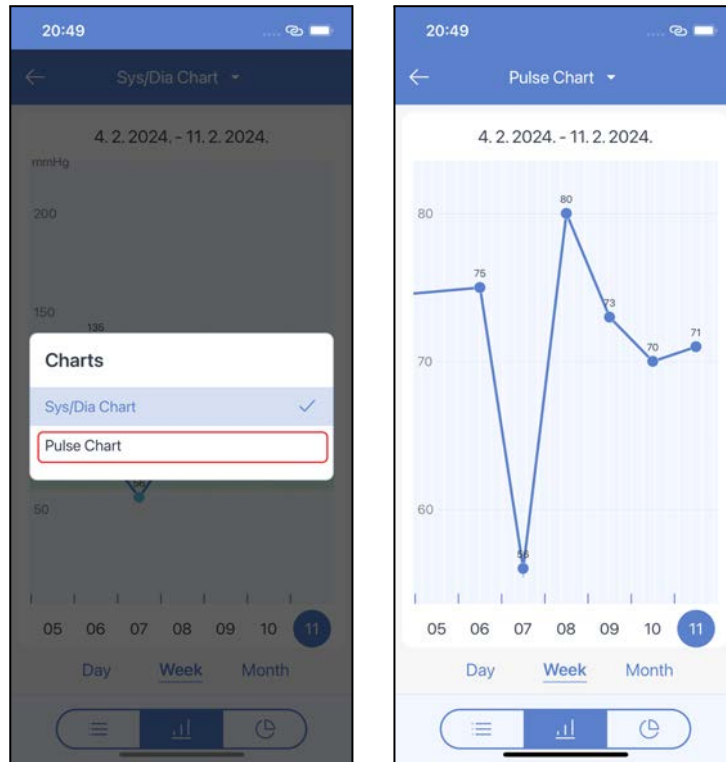 20:49
Sys/Dia Chart
4. 2. 2024. - 11. 2. 2024.
mmHg
200
150
135
Charts
Sys/Dia Chart
Pulse Chart
56
50
05 06 07 08 09 10 11
Day Week Month
20:49
Pulse Chart
4. 2. 2024. - 11. 2. 2024.
80
80
75
73
71
70
70
60
56
05 06 07 08 09 10 11
Day Week Month